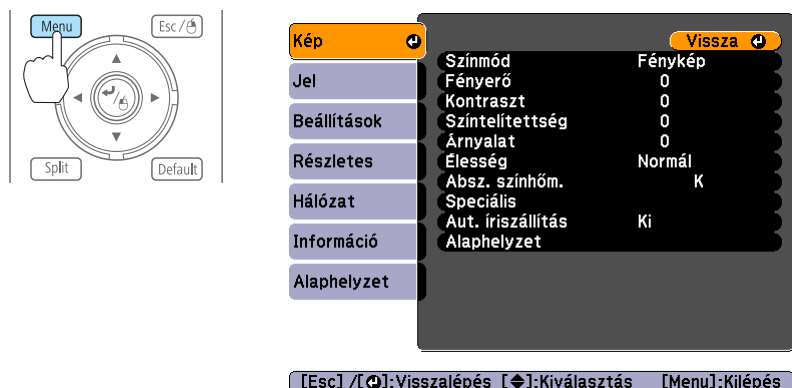 Menu
Esc /
Split
Default
Kép
Jel
Beállítások
Részletes
Hálózat
Információ
Alaphelyzet
Vissza
Színmód Fénykép
Fényerő 0
Kontraszt 0
Színtelítettség 0
Árnyalat 0
Élesség Normál
Absz. színhőm. K
Speciális
Aut. íriszállítás Ki
Alaphelyzet
[Esc] /[ ]:Visszalépés [ ]:Kiválasztás [Menu]:Kilépés